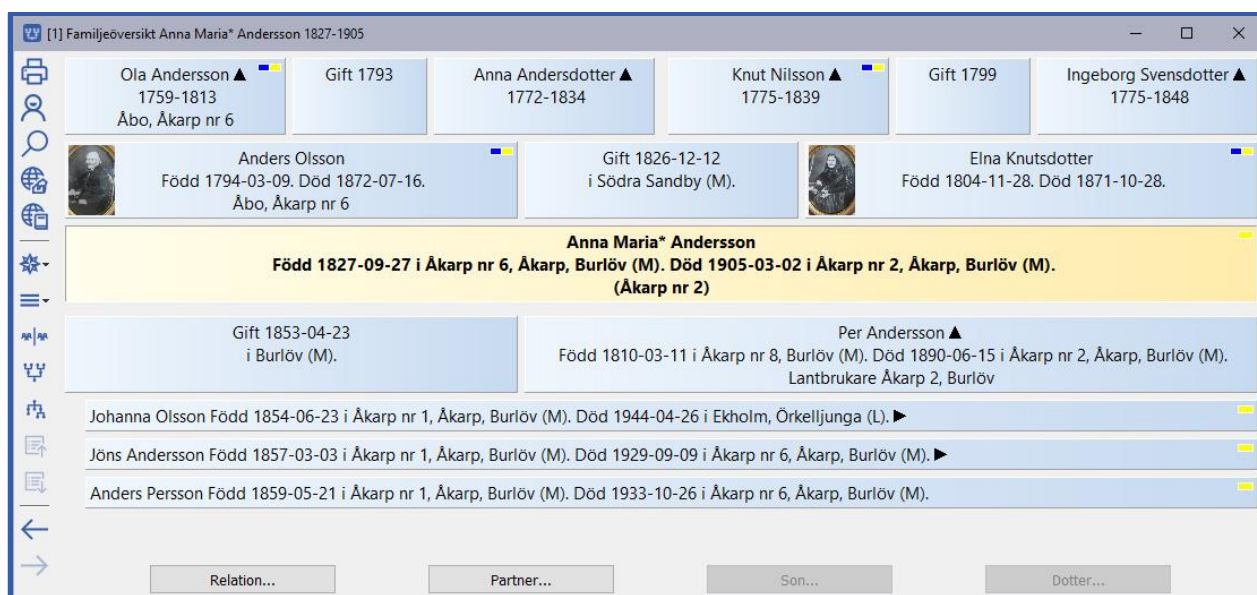 [1] Familjeöversikt Anna Maria* Andersson 1827-1905
Ola Andersson ▲
1759-1813
Åbo, Åkarp nr 6
Gift 1793
Anna Andersdotter ▲
1772-1834
Knut Nilsson ▲
1775-1839
Gift 1799
Ingeborg Svensdotter ▲
1775-1848
Anders Olsson
Född 1794-03-09. Död 1872-07-16.
Åbo, Åkarp nr 6
Gift 1826-12-12
i Södra Sandby (M).
Elna Knutsdotter
Född 1804-11-28. Död 1871-10-28.
Anna Maria* Andersson
Född 1827-09-27 i Åkarp nr 6, Åkarp, Burlöv (M). Död 1905-03-02 i Åkarp nr 2, Åkarp, Burlöv (M).
(Åkarp nr 2)
Gift 1853-04-23
i Burlöv (M).
Per Andersson ▲
Född 1810-03-11 i Åkarp nr 8, Burlöv (M). Död 1890-06-15 i Åkarp nr 2, Åkarp, Burlöv (M).
Lantbrukare Åkarp 2, Burlöv
Johanna Olsson Född 1854-06-23 i Åkarp nr 1, Åkarp, Burlöv (M). Död 1944-04-26 i Ekholm, Örkelljunga (L). ▶
Jöns Andersson Född 1857-03-03 i Åkarp nr 1, Åkarp, Burlöv (M). Död 1929-09-09 i Åkarp nr 6, Åkarp, Burlöv (M). ▶
Anders Persson Född 1859-05-21 i Åkarp nr 1, Åkarp, Burlöv (M). Död 1933-10-26 i Åkarp nr 6, Åkarp, Burlöv (M).
Relation...
Partner...
Son...
Dotter...